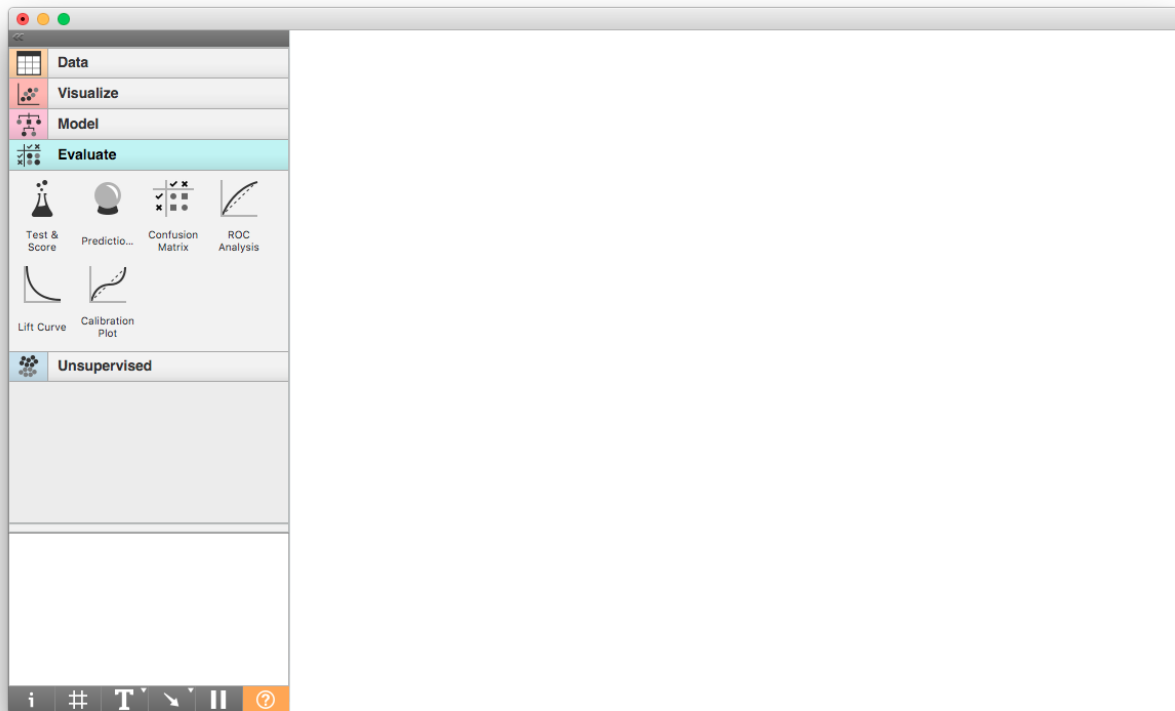 Data
Visualize
Model
Evaluate
Test &
Score
Predictio...
Confusion
Matrix
ROC
Analysis
Lift Curve
Calibration
Plot
Unsupervised
i
T
?